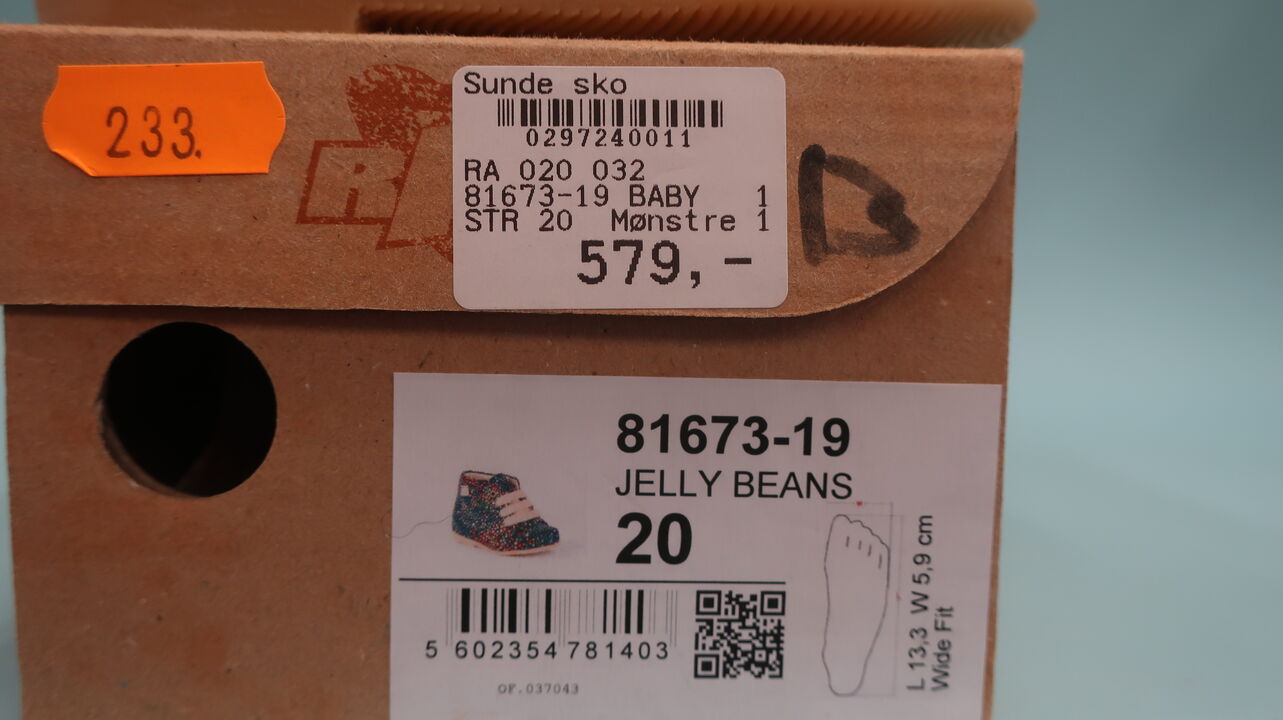 233.
Sunde sko
0297240011
RA 020 032
81673-19 BABY 1
STR 20 Mønstre 1
579,-
D
81673-19
JELLY BEANS
20
5 602354 781403
OF.037043
L 13,3 W 5,9 cm
Wide Fit